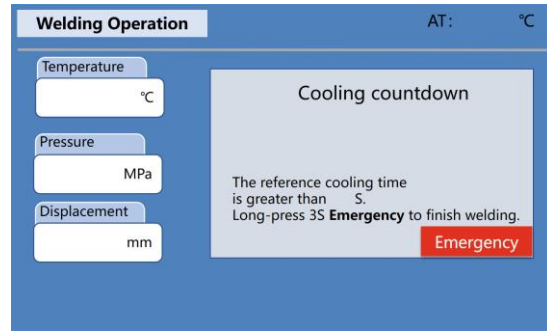 Welding Operation
AT: ℃
Temperature
℃
Pressure
MPa
Displacement
mm
Cooling countdown
The reference cooling time
is greater than S.
Long-press 3S Emergency to finish welding.
Emergency